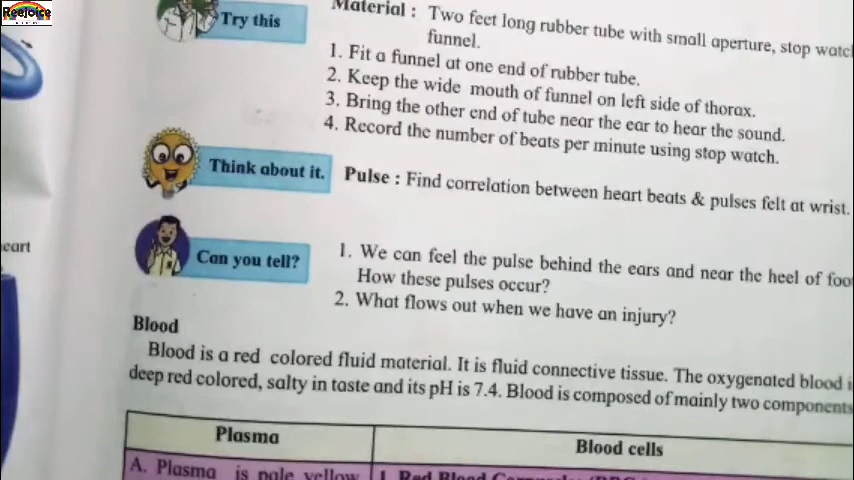 Reejoice
Try this
Material : Two feet long rubber tube with small aperture, stop watch
funnel.
1. Fit a funnel at one end of rubber tube.
2. Keep the wide mouth of funnel on left side of thorax.
3. Bring the other end of tube near the ear to hear the sound.
4. Record the number of beats per minute using stop watch.
Think about it.
Pulse : Find correlation between heart beats & pulses felt at wrist.
eart
Can you tell?
1. We can feel the pulse behind the ears and near the heel of foo
How these pulses occur?
2. What flows out when we have an injury?
Blood
Blood is a red colored fluid material. It is fluid connective tissue. The oxygenated blood i
deep red colored, salty in taste and its pH is 7.4. Blood is composed of mainly two components
Plasma
Blood cells
A. Plasma is pale yellow
1. Red Blood